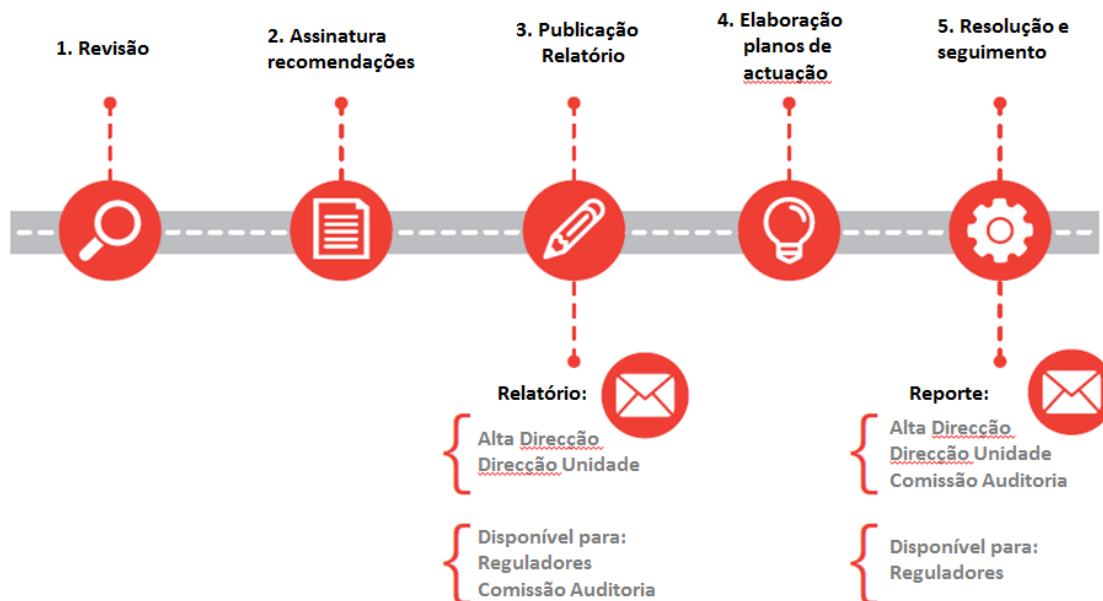 1. Revisão
2. Assinatura
recomendações
3. Publicação
Relatório
4. Elaboração
planos de
actuação
5. Resolução e
seguimento
Relatório:
Alta Direcção
Direcção Unidade
Disponível para:
Reguladores
Comissão Auditoria
Reporte:
Alta Direcção
Direcção Unidade
Comissão Auditoria
Disponível para:
Reguladores